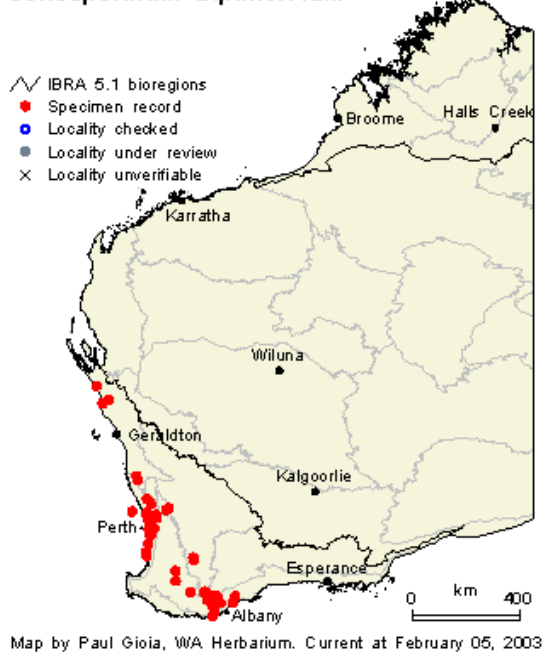 IBRA 5.1 bioregions
Specimen record
Locality checked
Locality under review
Locality unverifiable
Broome
Halls Creek
Karratha
Wiluna
Geraldton
Kalgoorlie
Perth
Esperance
Albany
km
0 400
Map by Paul Gioia, WA Herbarium. Current at February 05, 2003